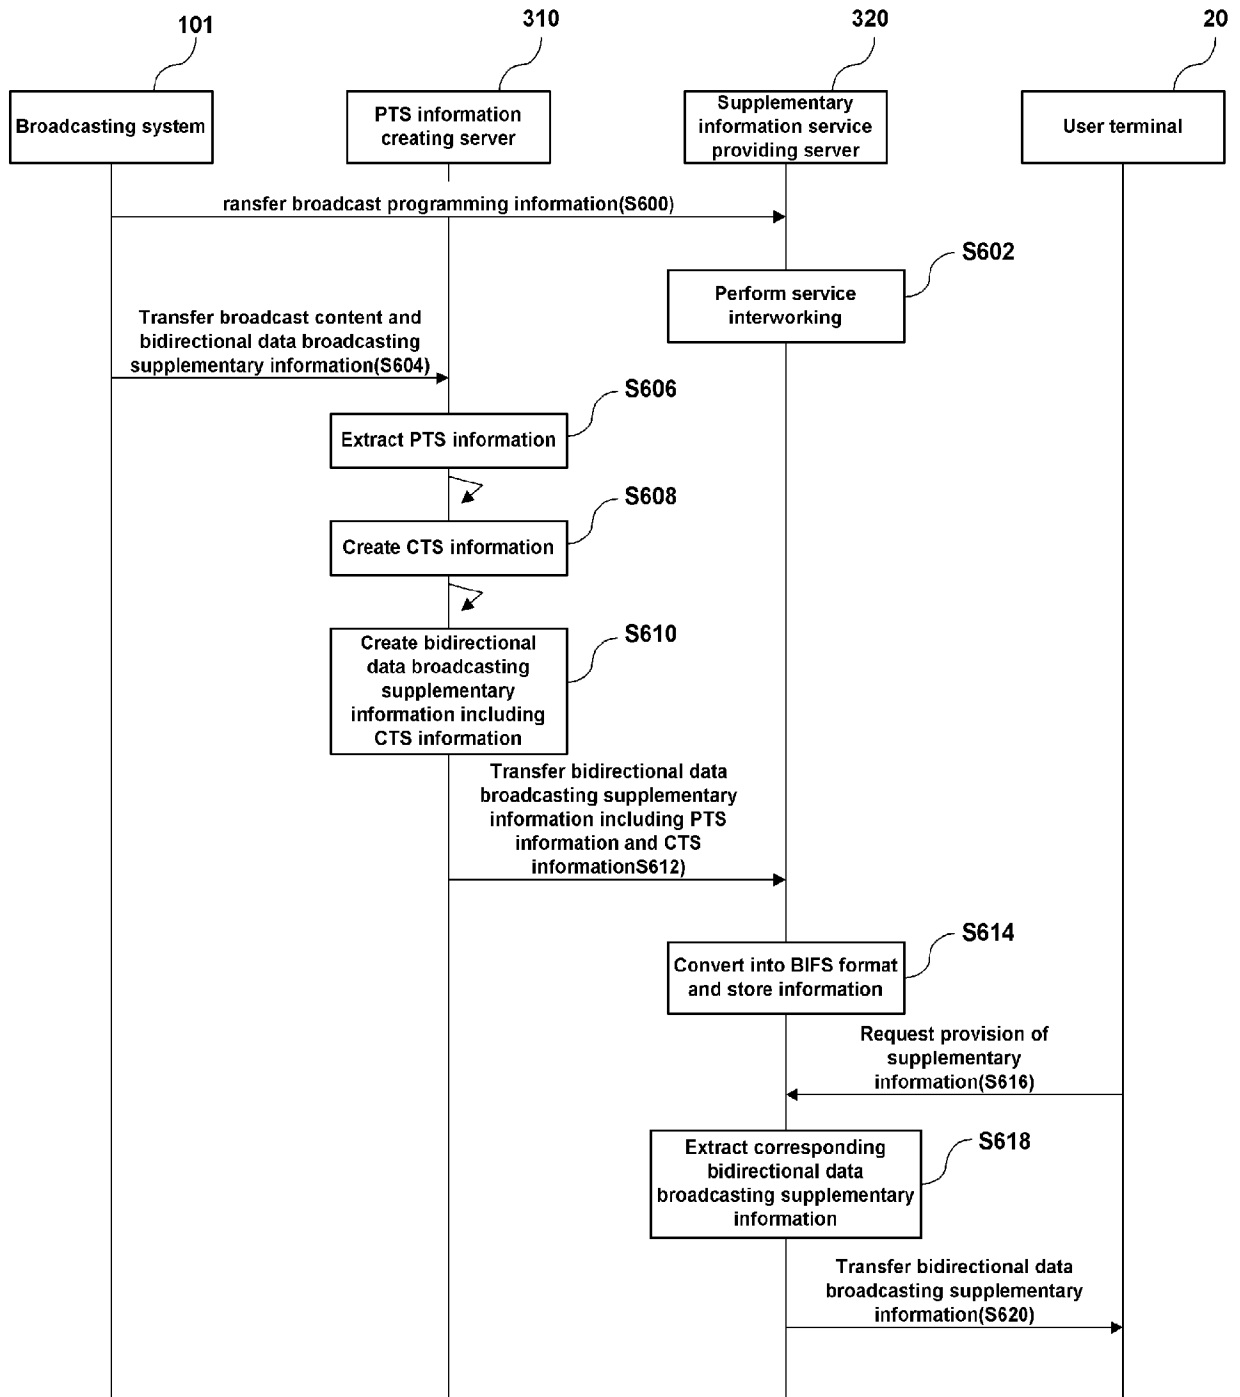 101
310
320
20
Broadcasting system
PTS information
creating server
Supplementary
information service
providing server
User terminal
ransfer broadcast programming information(S600)
S602
Perform service
interworking
Transfer broadcast content and
bidirectional data broadcasting
supplementary information(S604)
S606
Extract PTS information
S608
Create CTS information
S610
Create bidirectional
data broadcasting
supplementary
information including
CTS information
Transfer bidirectional data
broadcasting supplementary
information including PTS
information and CTS
informationS612)
S614
Convert into BIFS format
and store information
Request provision of
supplementary
information(S616)
S618
Extract corresponding
bidirectional data
broadcasting supplementary
information
Transfer bidirectional data
broadcasting supplementary
information(S620)